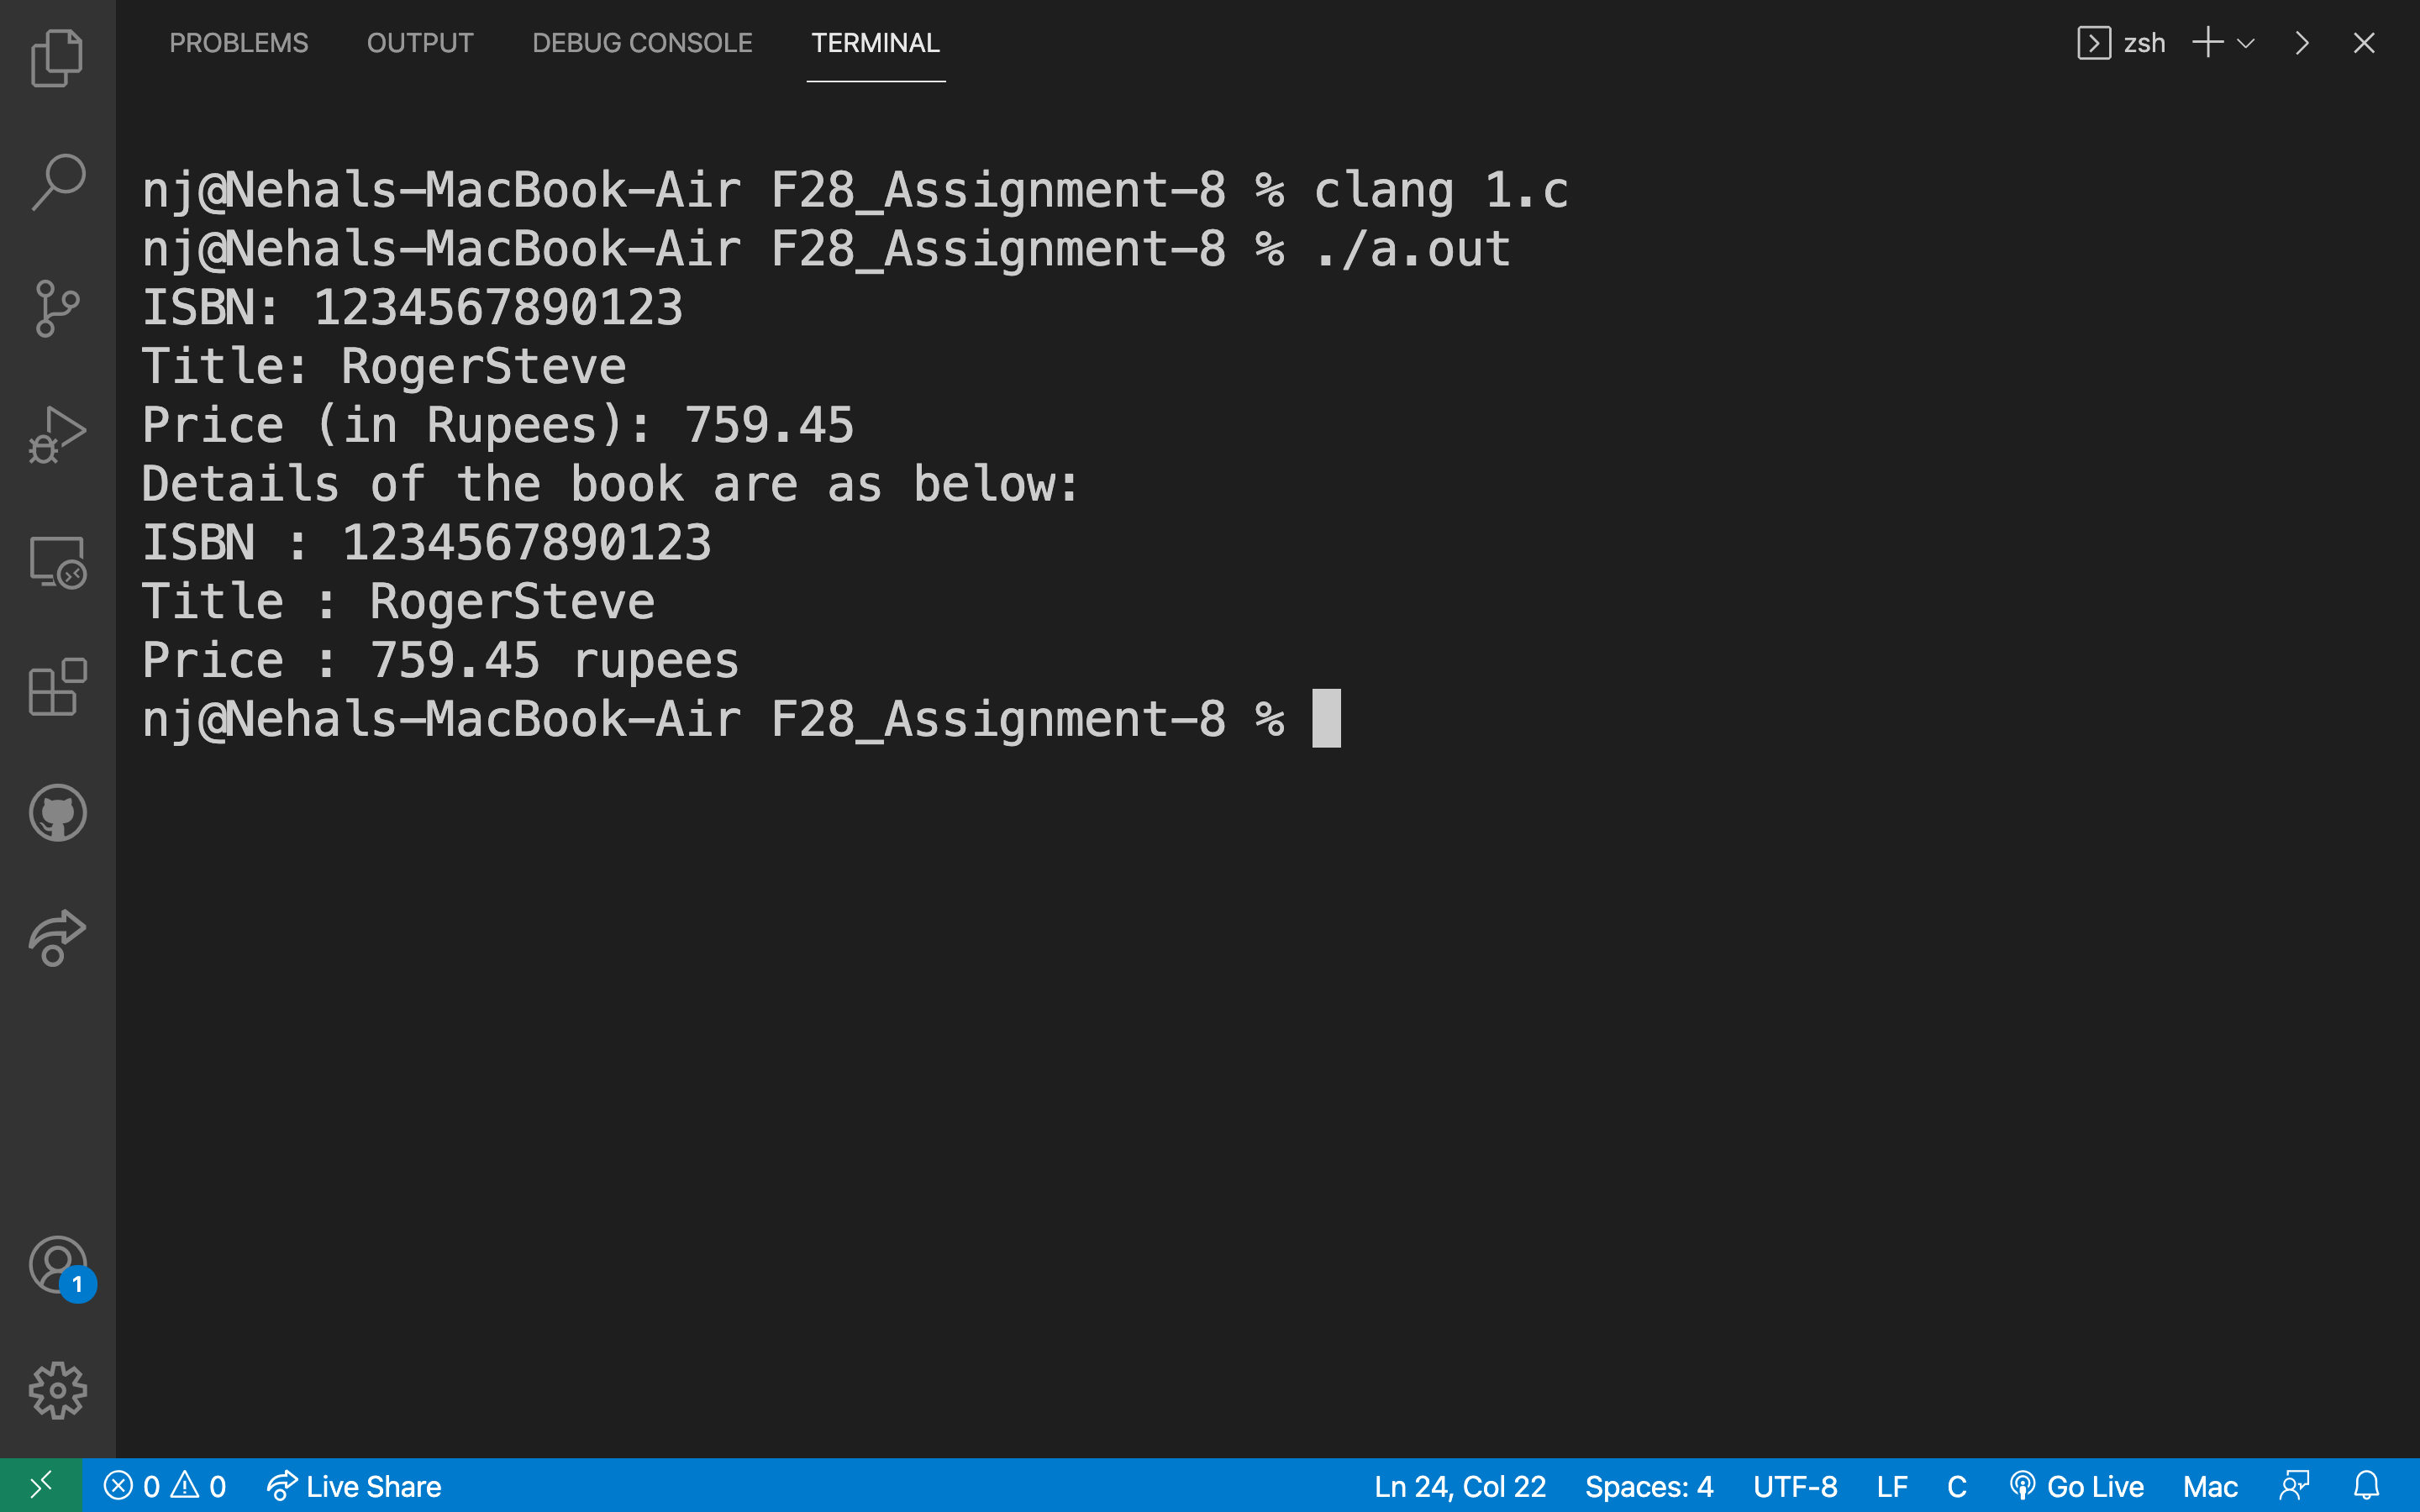 PROBLEMS OUTPUT DEBUG CONSOLE TERMINAL zsh
nj@Nehals-MacBook-Air F28_Assignment-8 % clang 1.c
nj@Nehals-MacBook-Air F28_Assignment-8 % ./a.out
ISBN: 1234567890123
Title: RogerSteve
Price (in Rupees): 759.45
Details of the book are as below:
ISBN : 1234567890123
Title : RogerSteve
Price : 759.45 rupees
nj@Nehals-MacBook-Air F28_Assignment-8 %
1
0 0 Live Share Ln 24, Col 22 Spaces: 4 UTF-8 LF C Go Live Mac